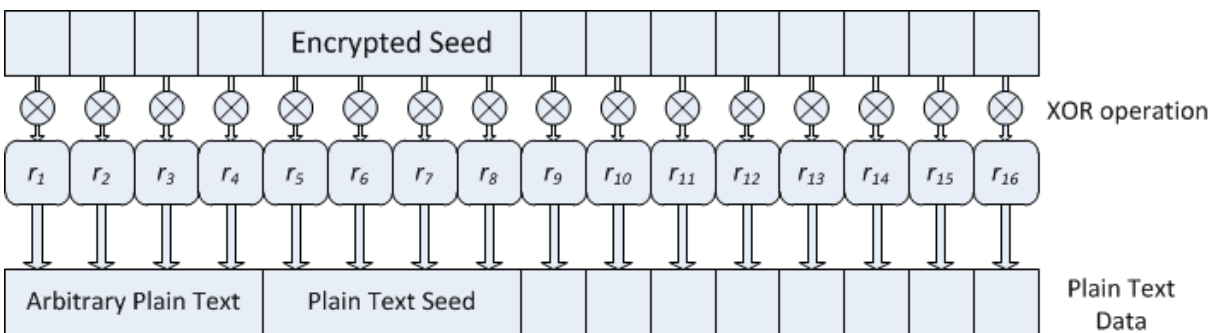 Encrypted Seed
XOR operation
r1 r2 r3 r4 r5 r6 r7 r8 r9 r10 r11 r12 r13 r14 r15 r16
Arbitrary Plain Text Plain Text Seed
Plain Text
Data